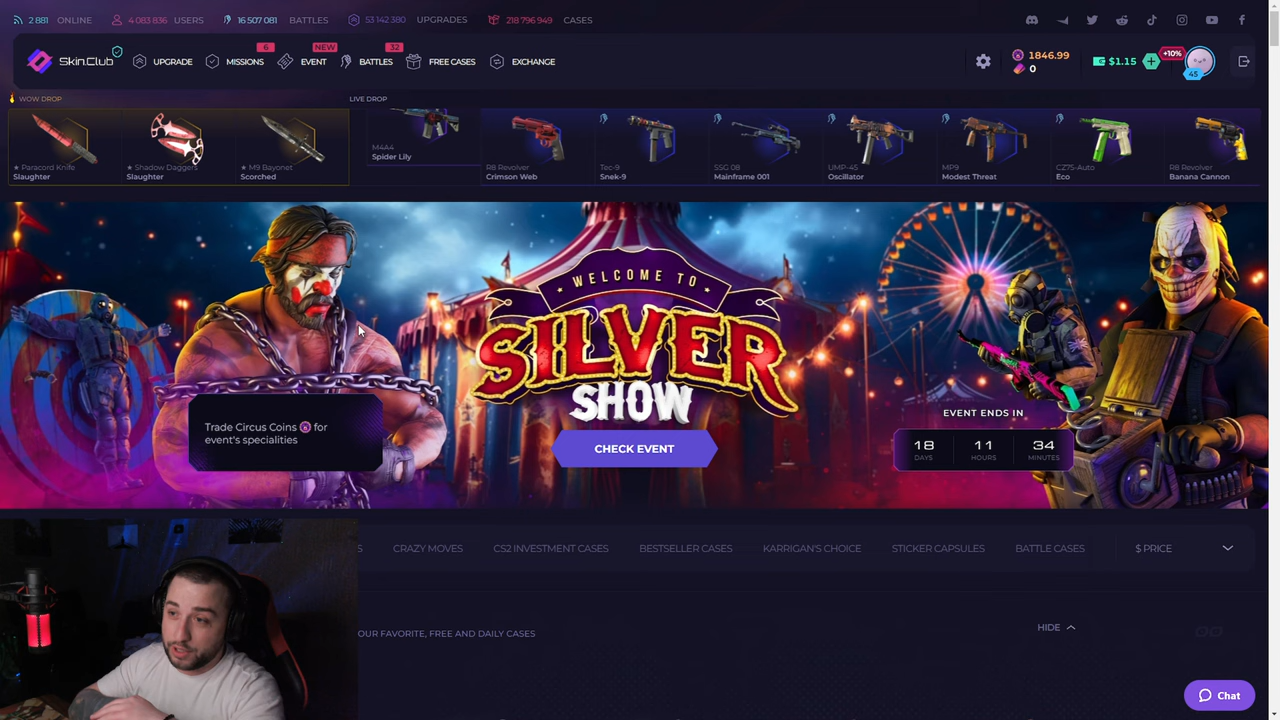 2 881 ONLINE 4 083 836 USERS 16 507 081 BATTLES 53 142 380 UPGRADES 218 796 949 CASES
Skin.Club UPGRADE 6 MISSIONS NEW EVENT 32 BATTLES FREE CASES EXCHANGE 1846.99 0 $1.15 +10% 45
WOW DROP LIVE DROP
★ Paracord Knife
Slaughter
★ Shadow Daggers
Slaughter
★ M9 Bayonet
Scorched
M4A4
Spider Lily
R8 Revolver
Crimson Web
Tec-9
Snek-9
SSG 08
Mainframe 001
UMP-45
Oscillator
MP9
Modest Threat
CZ75-Auto
Eco
R8 Revolver
Banana Cannon
WELCOME TO
SILVER
SHOW
CHECK EVENT
Trade Circus Coins for
event's specialities
EVENT ENDS IN
18 11 34
DAYS HOURS MINUTES
S CRAZY MOVES CS2 INVESTMENT CASES BESTSELLER CASES KARRIGAN'S CHOICE STICKER CAPSULES BATTLE CASES $ PRICE
OUR FAVORITE, FREE AND DAILY CASES HIDE
Chat